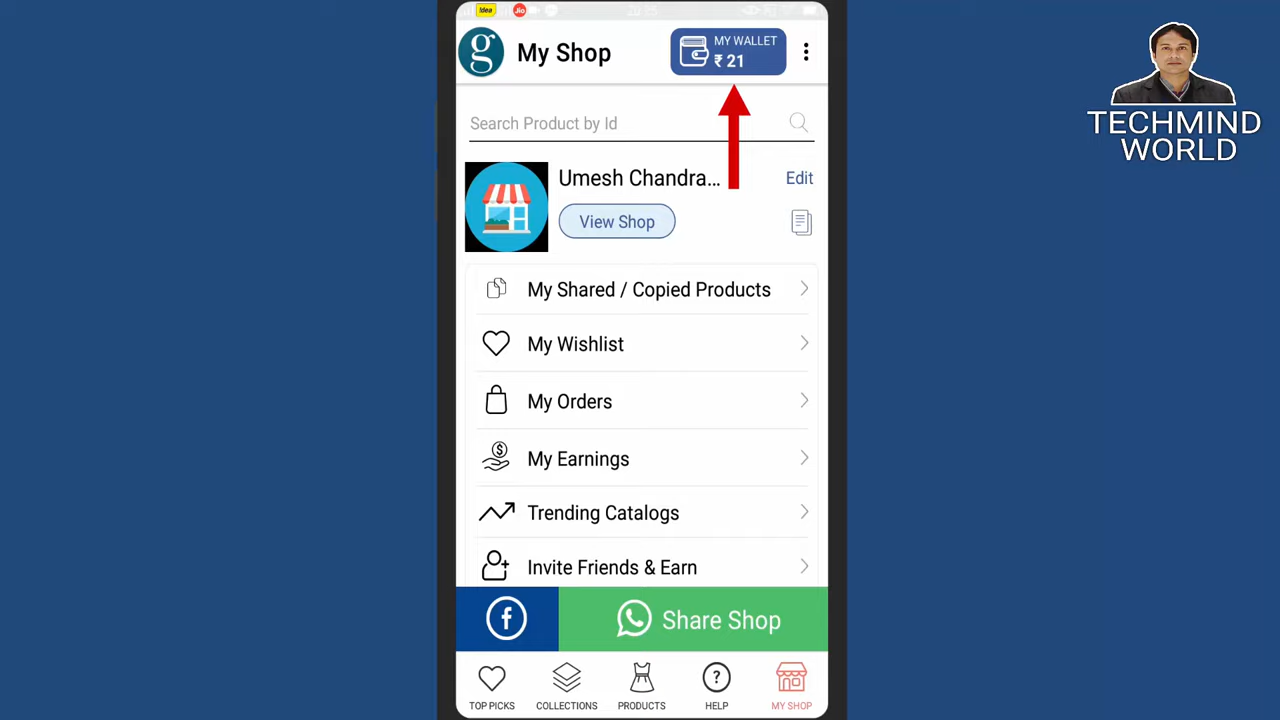 idea
Jio
g
My Shop
MY WALLET
₹ 21
Search Product by Id
Umesh Chandra...
Edit
View Shop
My Shared / Copied Products
My Wishlist
My Orders
My Earnings
Trending Catalogs
Invite Friends & Earn
f
Share Shop
TOP PICKS
COLLECTIONS
PRODUCTS
?
HELP
MY SHOP
TECHMIND
WORLD